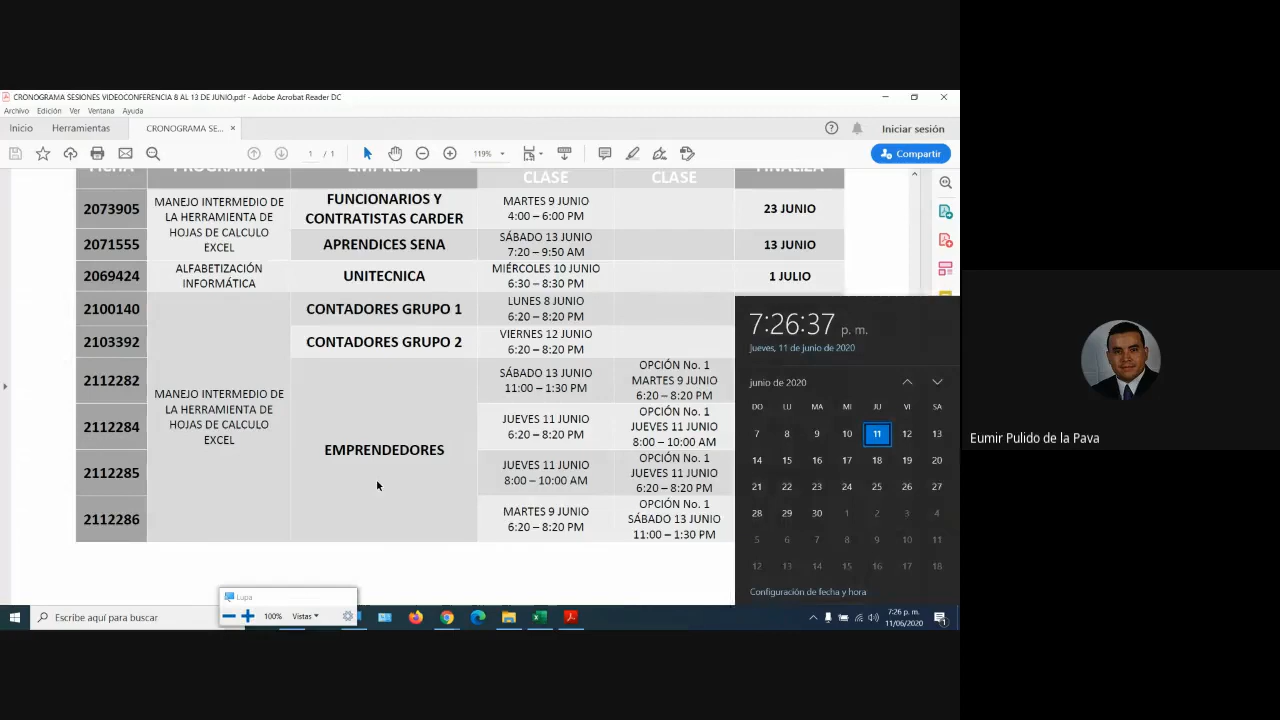 CRONOGRAMA SESIONES VIDEOCONFERENCIA 8 AL 13 DE JUNIO.pdf - Adobe Acrobat Reader DC
Archivo Edición Ver Ventana Ayuda
Inicio Herramientas CRONOGRAMA SE... × Iniciar sesión
1 / 1 119% Compartir
FICHA PROGRAMA EMPRESA CLASE CLASE FINALIZA
2073905
MANEJO INTERMEDIO DE
LA HERRAMIENTA DE
HOJAS DE CALCULO
EXCEL
FUNCIONARIOS Y
CONTRATISTAS CARDER
MARTES 9 JUNIO
4:00 – 6:00 PM
23 JUNIO
2071555
APRENDICES SENA
SÁBADO 13 JUNIO
7:20 – 9:50 AM
13 JUNIO
2069424
ALFABETIZACIÓN
INFORMÁTICA
UNITECNICA
MIÉRCOLES 10 JUNIO
6:30 – 8:30 PM
1 JULIO
2100140
MANEJO INTERMEDIO DE
LA HERRAMIENTA DE
HOJAS DE CALCULO
EXCEL
CONTADORES GRUPO 1
LUNES 8 JUNIO
6:20 – 8:20 PM
2103392
CONTADORES GRUPO 2
VIERNES 12 JUNIO
6:20 – 8:20 PM
2112282
EMPRENDEDORES
SÁBADO 13 JUNIO
11:00 – 1:30 PM
OPCIÓN No. 1
MARTES 9 JUNIO
6:20 – 8:20 PM
2112284
JUEVES 11 JUNIO
6:20 – 8:20 PM
OPCIÓN No. 1
JUEVES 11 JUNIO
8:00 – 10:00 AM
2112285
JUEVES 11 JUNIO
8:00 – 10:00 AM
OPCIÓN No. 1
JUEVES 11 JUNIO
6:20 – 8:20 PM
2112286
MARTES 9 JUNIO
6:20 – 8:20 PM
OPCIÓN No. 1
SÁBADO 13 JUNIO
11:00 – 1:30 PM
7:26:37 p. m.
Jueves, 11 de junio de 2020
junio de 2020
DO LU MA MI JU VI SA
7 8 9 10 11 12 13
14 15 16 17 18 19 20
21 22 23 24 25 26 27
28 29 30 1 2 3 4
5 6 7 8 9 10 11
12 13 14 15 16 17 18
Configuración de fecha y hora
Lupa
100% Vistas
Escribe aquí para buscar
7:26 p. m.
11/06/2020
1
Eumir Pulido de la Pava